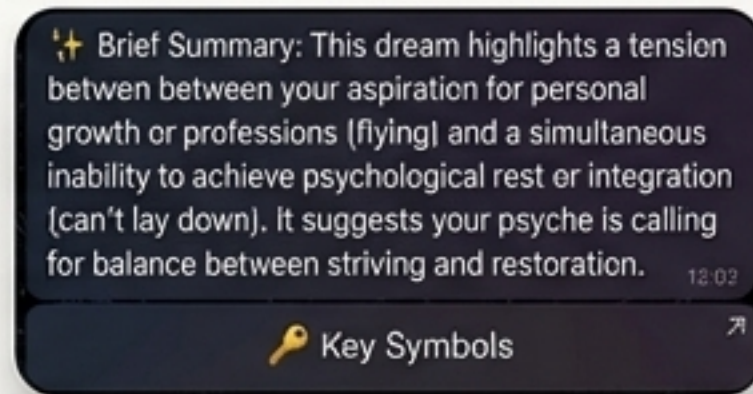 ✨ Brief Summary: This dream highlights a tension
betwen between your aspiration for personal
growth or professions (flying) and a simultaneous
inability to achieve psychological rest or integration
(can't lay down). It suggests your psyche is calling
for balance between striving and restoration.
12:03
🔑 Key Symbols